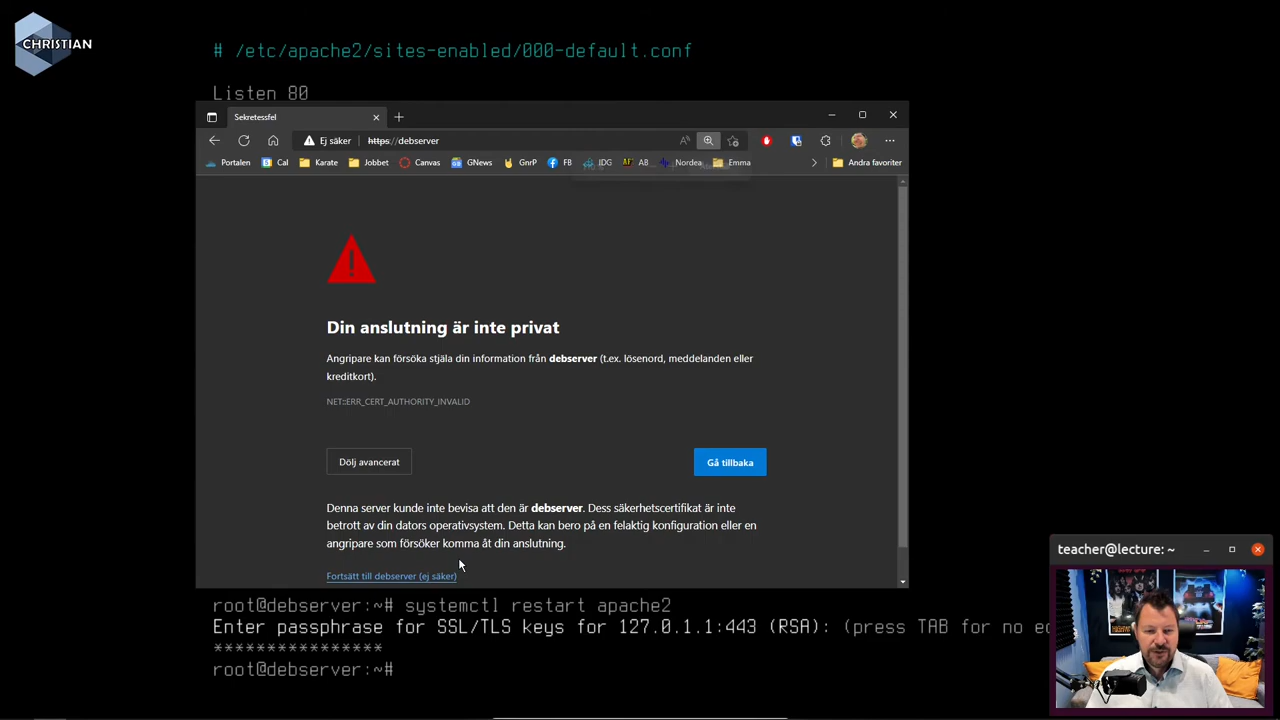 CHRISTIAN
# /etc/apache2/sites-enabled/000-default.conf
Listen 80
Sekretessfel
Ej säker https://debserver
Portalen Cal Karate Jobbet Canvas GNews GnrP FB IDG AB Nordea Emma Andra favoriter
Din anslutning är inte privat
Angripare kan försöka stjäla din information från debserver (t.ex. lösenord, meddelanden eller
kreditkort).
NET::ERR_CERT_AUTHORITY_INVALID
Dölj avancerat
Gå tillbaka
Denna server kunde inte bevisa att den är debserver. Dess säkerhetscertifikat är inte
betrott av din dators operativsystem. Detta kan bero på en felaktig konfiguration eller en
angripare som försöker komma åt din anslutning.
Fortsätt till debserver (ej säker)
teacher@lecture: ~
root@debserver:~# systemctl restart apache2
Enter passphrase for SSL/TLS keys for 127.0.1.1:443 (RSA): (press TAB for no
***************
root@debserver:~#